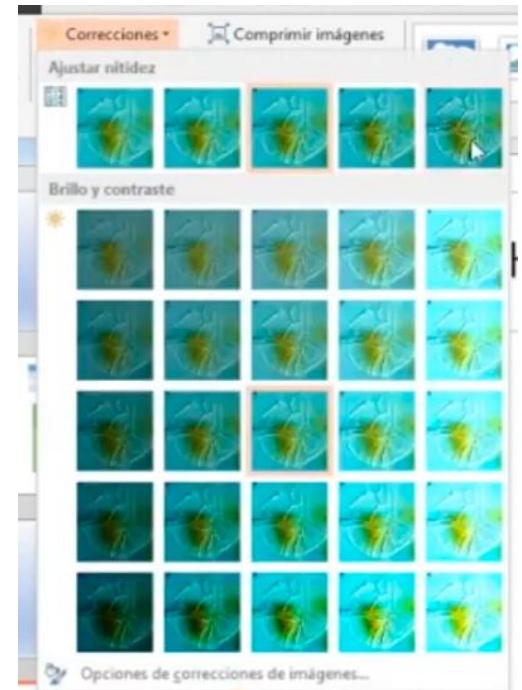 Correcciones
Comprimir imágenes
Ajustar nitidez
Brillo y contraste
Opciones de correcciones de imágenes...